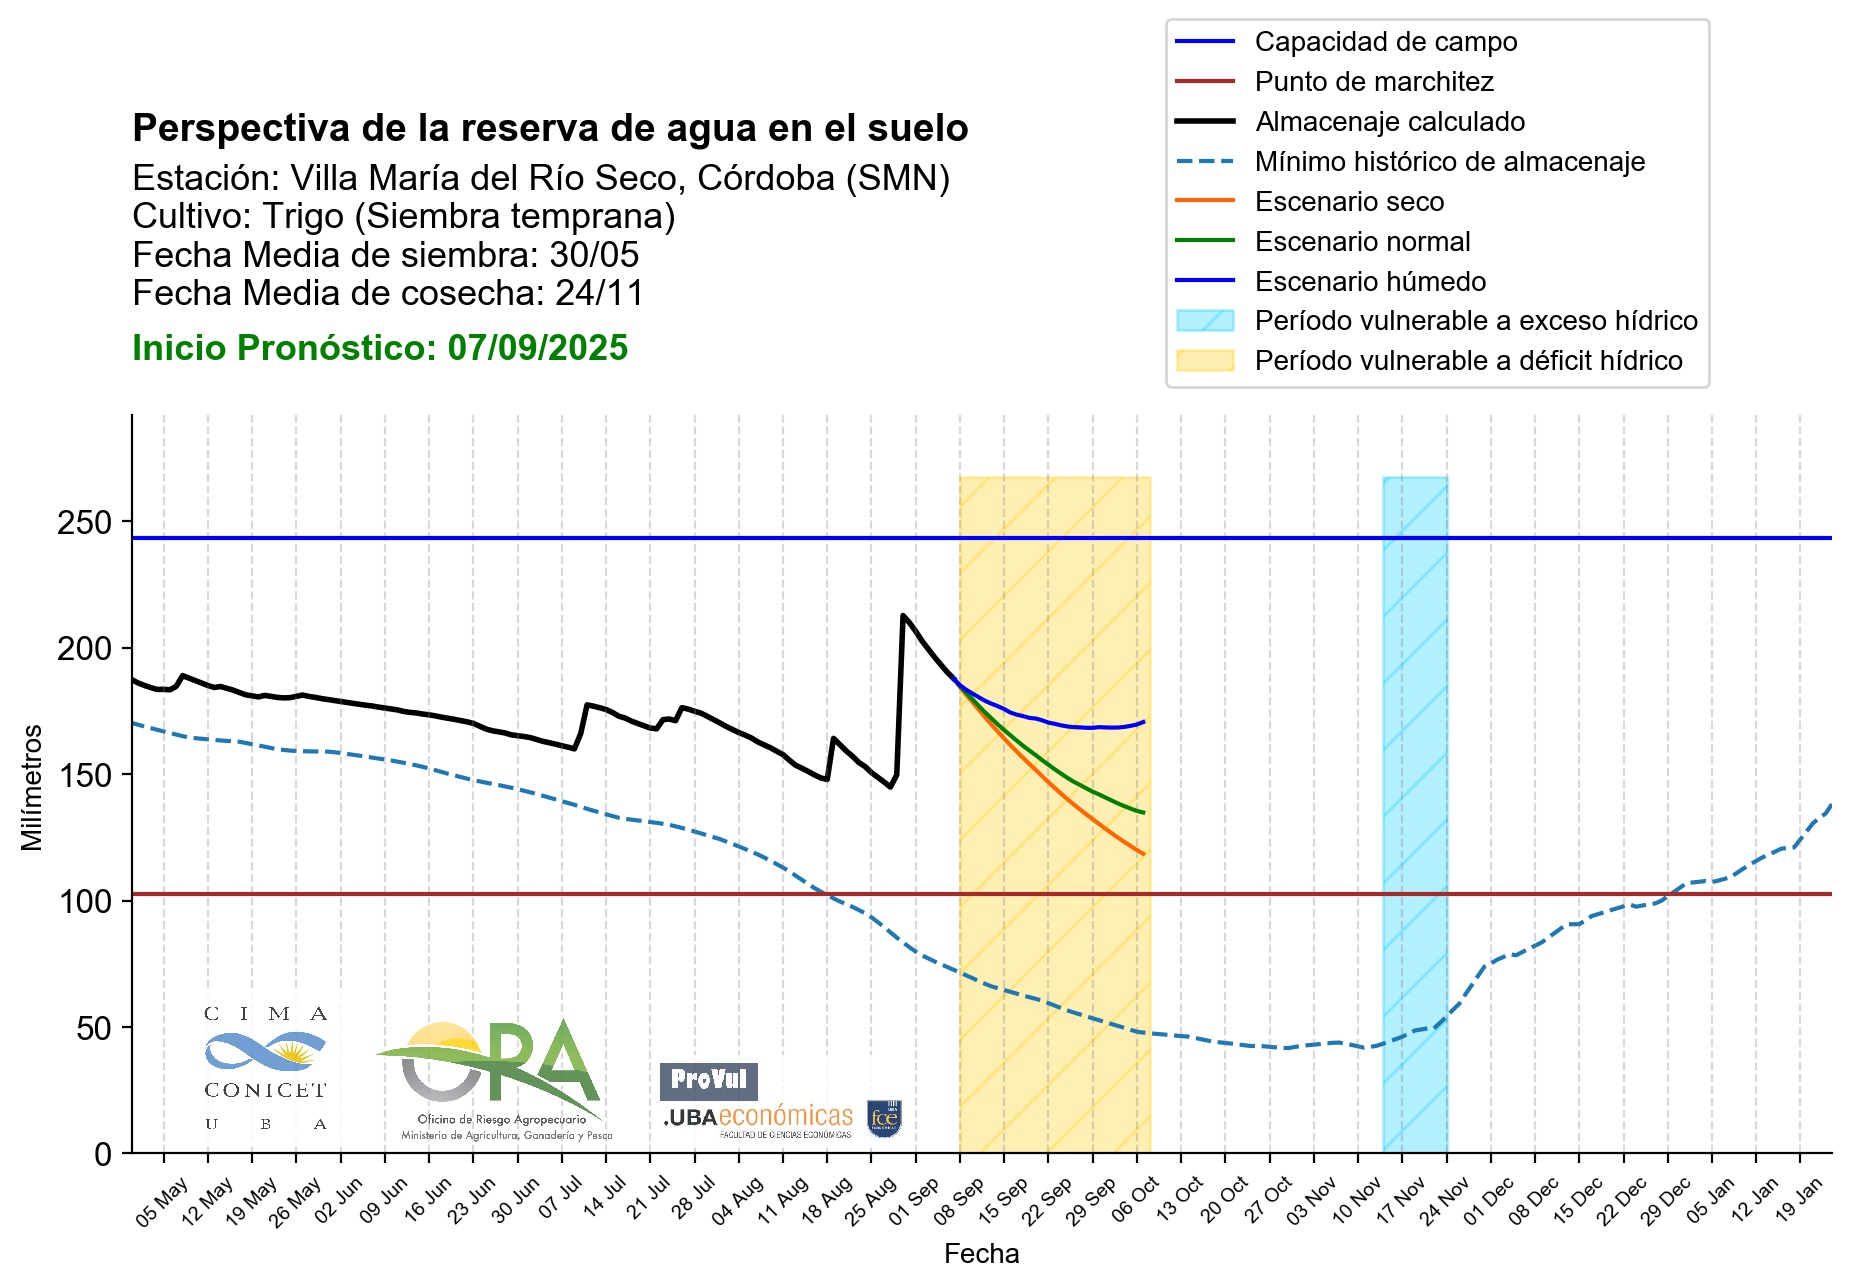 Capacidad de campo
Punto de marchitez
Almacenaje calculado
Mínimo histórico de almacenaje
Escenario seco
Escenario normal
Escenario húmedo
Período vulnerable a exceso hídrico
Período vulnerable a déficit hídrico
Perspectiva de la reserva de agua en el suelo
Estación: Villa María del Río Seco, Córdoba (SMN)
Cultivo: Trigo (Siembra temprana)
Fecha Media de siembra: 30/05
Fecha Media de cosecha: 24/11
Inicio Pronóstico: 07/09/2025
Milímetros
250
200
150
100
50
0
CIMA
CONICET
UBA
ORA
Oficina de Riesgo Agropecuario
Ministerio de Agricultura, Ganadería y Pesca
ProVul
.UBAeconómicas
FACULTAD DE CIENCIAS ECONÓMICAS
fce
05 May
12 May
19 May
26 May
02 Jun
09 Jun
16 Jun
23 Jun
30 Jun
07 Jul
14 Jul
21 Jul
28 Jul
04 Aug
11 Aug
18 Aug
25 Aug
01 Sep
08 Sep
15 Sep
22 Sep
29 Sep
06 Oct
13 Oct
20 Oct
27 Oct
03 Nov
10 Nov
17 Nov
24 Nov
01 Dec
08 Dec
15 Dec
22 Dec
29 Dec
05 Jan
12 Jan
19 Jan
Fecha